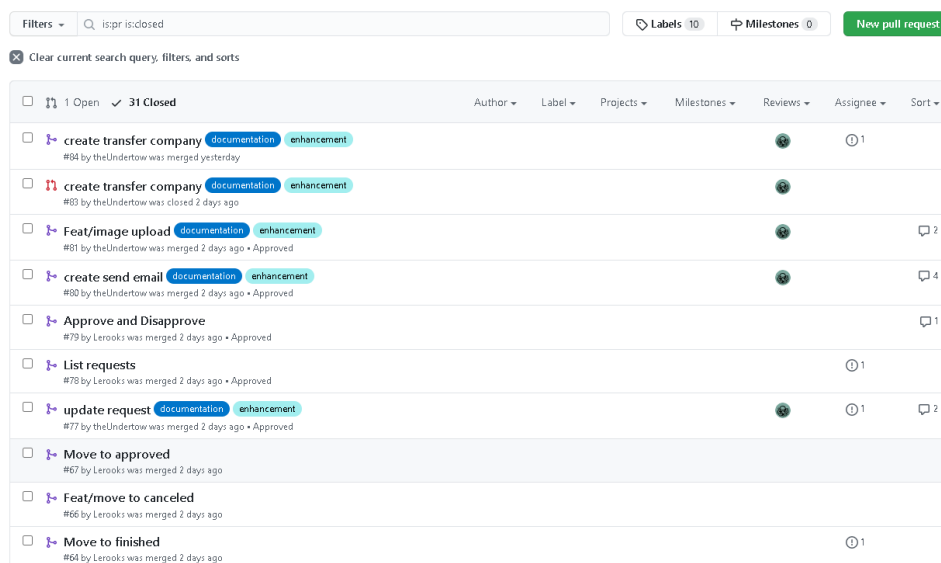 Filters is:pr is:closed Labels 10 Milestones 0 New pull request
Clear current search query, filters, and sorts
1 Open 31 Closed Author Label Projects Milestones Reviews Assignee Sort
create transfer company documentation enhancement 1
#84 by theUndertow was merged yesterday
create transfer company documentation enhancement
#83 by theUndertow was closed 2 days ago
Feat/image upload documentation enhancement 2
#81 by theUndertow was merged 2 days ago • Approved
create send email documentation enhancement 4
#80 by theUndertow was merged 2 days ago • Approved
Approve and Disapprove 1
#79 by Lerooks was merged 2 days ago • Approved
List requests 1
#78 by Lerooks was merged 2 days ago • Approved
update request documentation enhancement 1 2
#77 by theUndertow was merged 2 days ago • Approved
Move to approved
#67 by Lerooks was merged 2 days ago
Feat/move to canceled
#66 by Lerooks was merged 2 days ago
Move to finished 1
#64 by Lerooks was merged 2 days ago